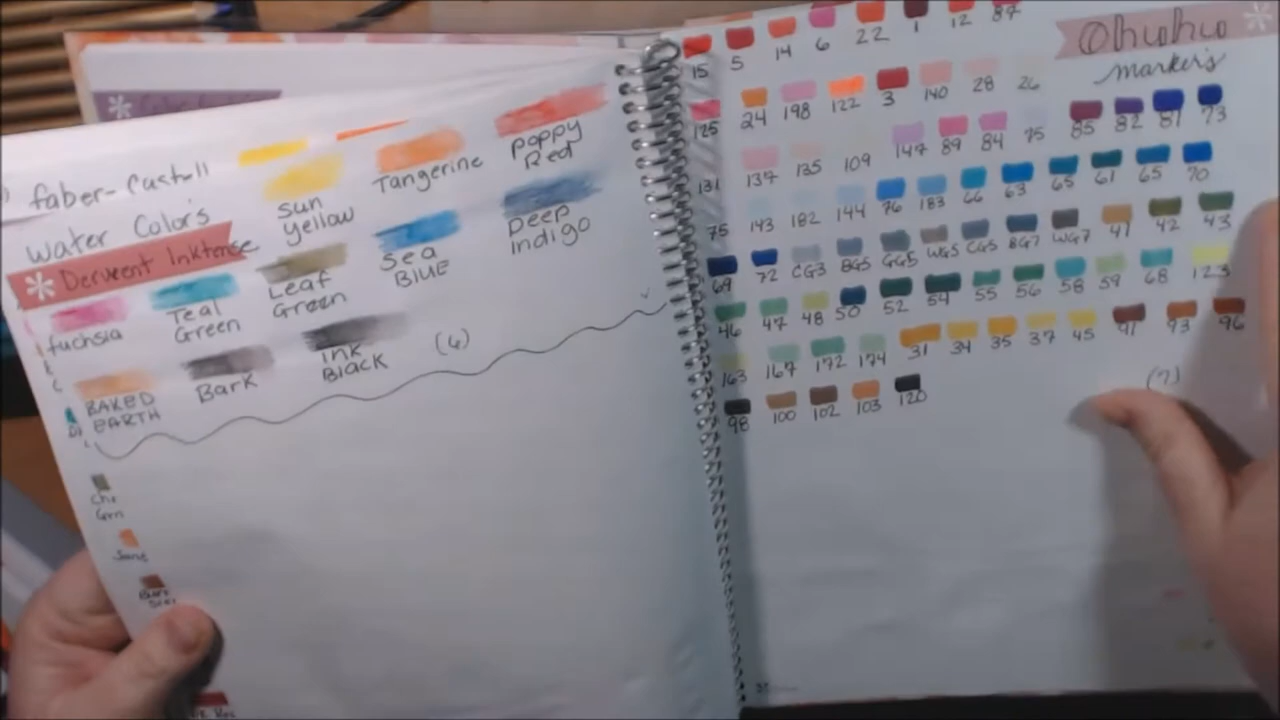 faber-Castell
Water Color's
Sun
yellow
Tangerine
poppy
Red
Derwent Inktense
fuchsia
Teal
Green
Leaf
Green
Sea
BLUE
Deep
indigo
BAKED
EARTH
Bark
ink
Black
(6)
Ohuhu
markers
15 5 14 6 22 1 12 87
125 24 198 122 3 140 28 26
131 137 135 109 147 89 84 75 85 82 81 73
75 143 182 144 76 183 66 63 65 61 65 70
69 72 CG3 BG5 GG5 WG5 CG5 BG7 WG7 41 42 43
46 47 48 50 52 54 55 56 58 59 68 123
163 167 172 174 31 34 35 37 45 91 93 96
98 100 102 103 120
(7)